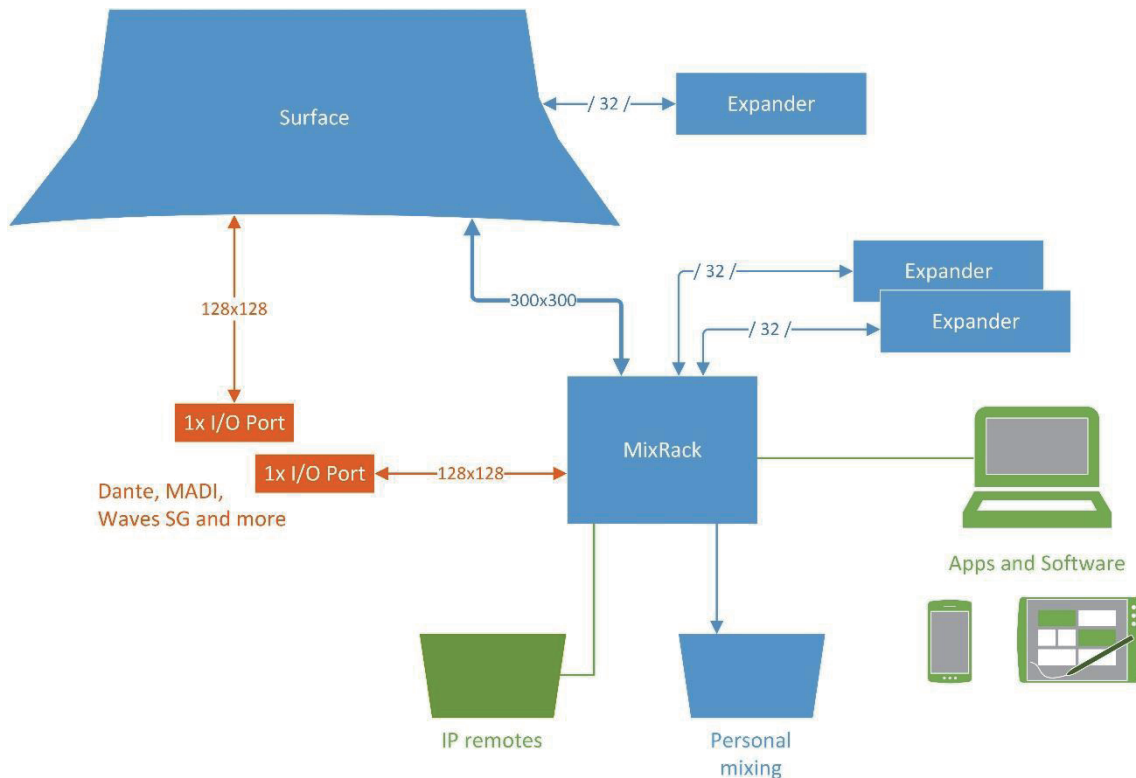 Surface
/ 32 /
Expander
/ 32 /
Expander
128x128
300x300
/ 32 /
Expander
1x I/O Port
MixRack
1x I/O Port
128x128
Dante, MADI,
Waves SG and more
Apps and Software
IP remotes
Personal
mixing